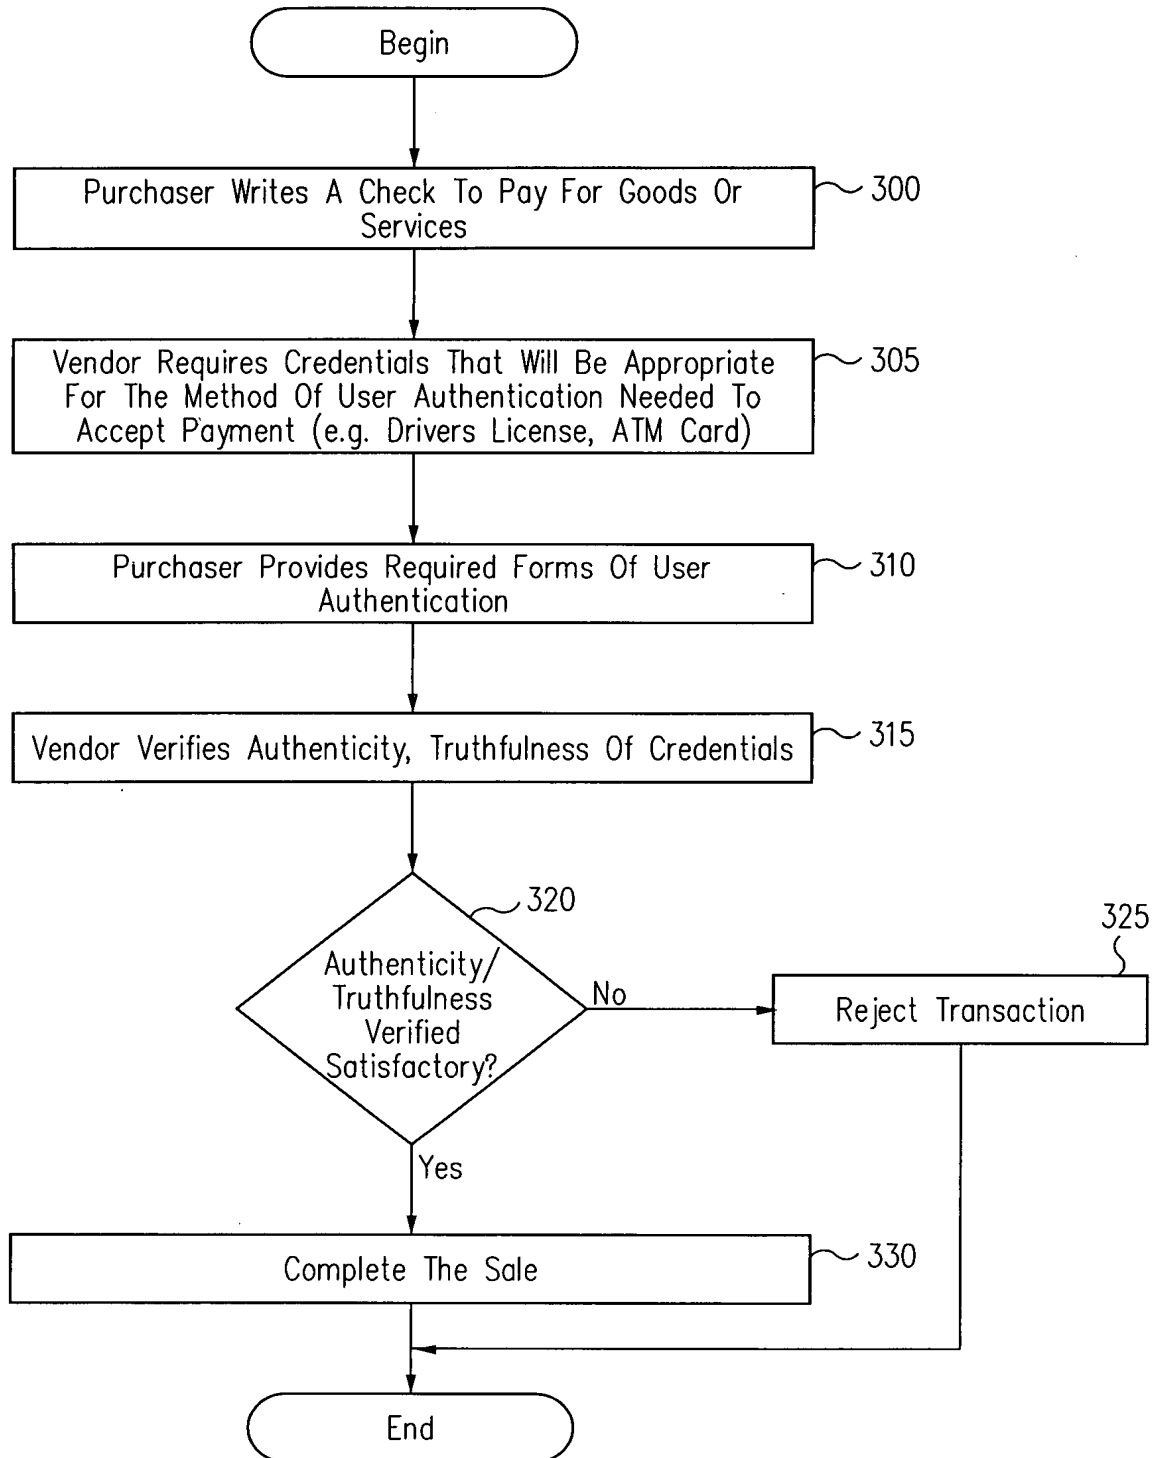 Begin
Purchaser Writes A Check To Pay For Goods Or
Services
300
Vendor Requires Credentials That Will Be Appropriate
For The Method Of User Authentication Needed To
Accept Payment (e.g. Drivers License, ATM Card)
305
Purchaser Provides Required Forms Of User
Authentication
310
Vendor Verifies Authenticity, Truthfulness Of Credentials
315
320
Authenticity/
Truthfulness
Verified
Satisfactory?
No
325
Reject Transaction
Yes
Complete The Sale
330
End